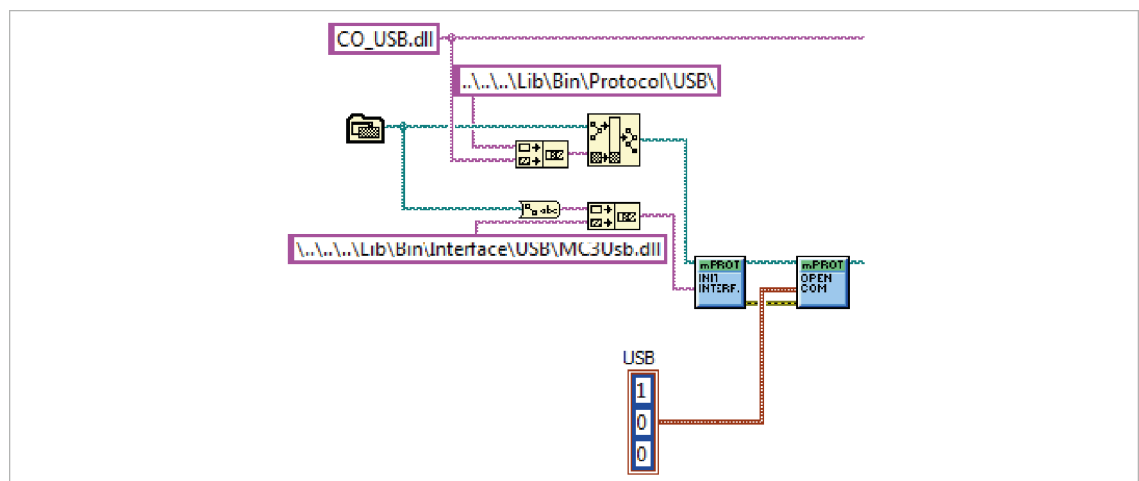 CO_USB.dll
..\..\..\Lib\Bin\Protocol\USB\
abc
\..\..\..\Lib\Bin\Interface\USB\MC3Usb.dll
mPROT
INIT
INTERF.
mPROT
OPEN
COM
USB
1
0
0